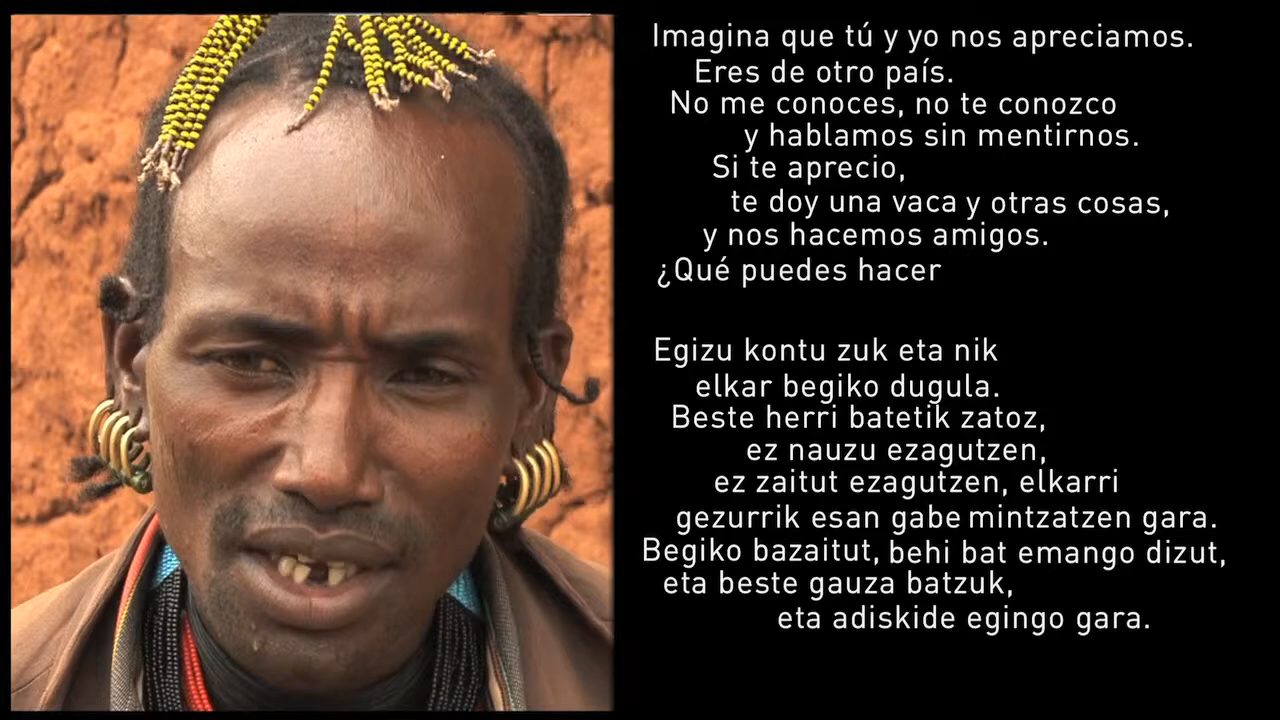 Imagina que tú y yo nos apreciamos.
Eres de otro país.
No me conoces, no te conozco
y hablamos sin mentirnos.
Si te aprecio,
te doy una vaca y otras cosas,
y nos hacemos amigos.
¿Qué puedes hacer
Egizu kontu zuk eta nik
elkar begiko dugula.
Beste herri batetik zatoz,
ez nauzu ezagutzen,
ez zaitut ezagutzen, elkarri
gezurrik esan gabe mintzatzen gara.
Begiko bazaitut, behi bat emango dizut,
eta beste gauza batzuk,
eta adiskide egingo gara.